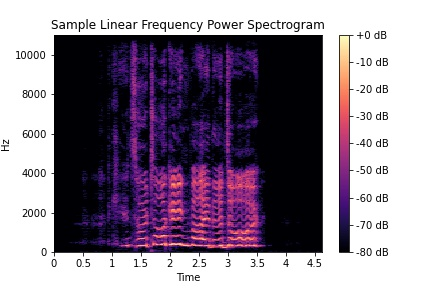 Sample Linear Frequency Power Spectrogram
+0 dB
10000
-10 dB
8000
-20 dB
-30 dB
6000
Hz
-40 dB
4000
-50 dB
-60 dB
2000
-70 dB
0
-80 dB
0 0.5 1 1.5 2 2.5 3 3.5 4 4.5
Time